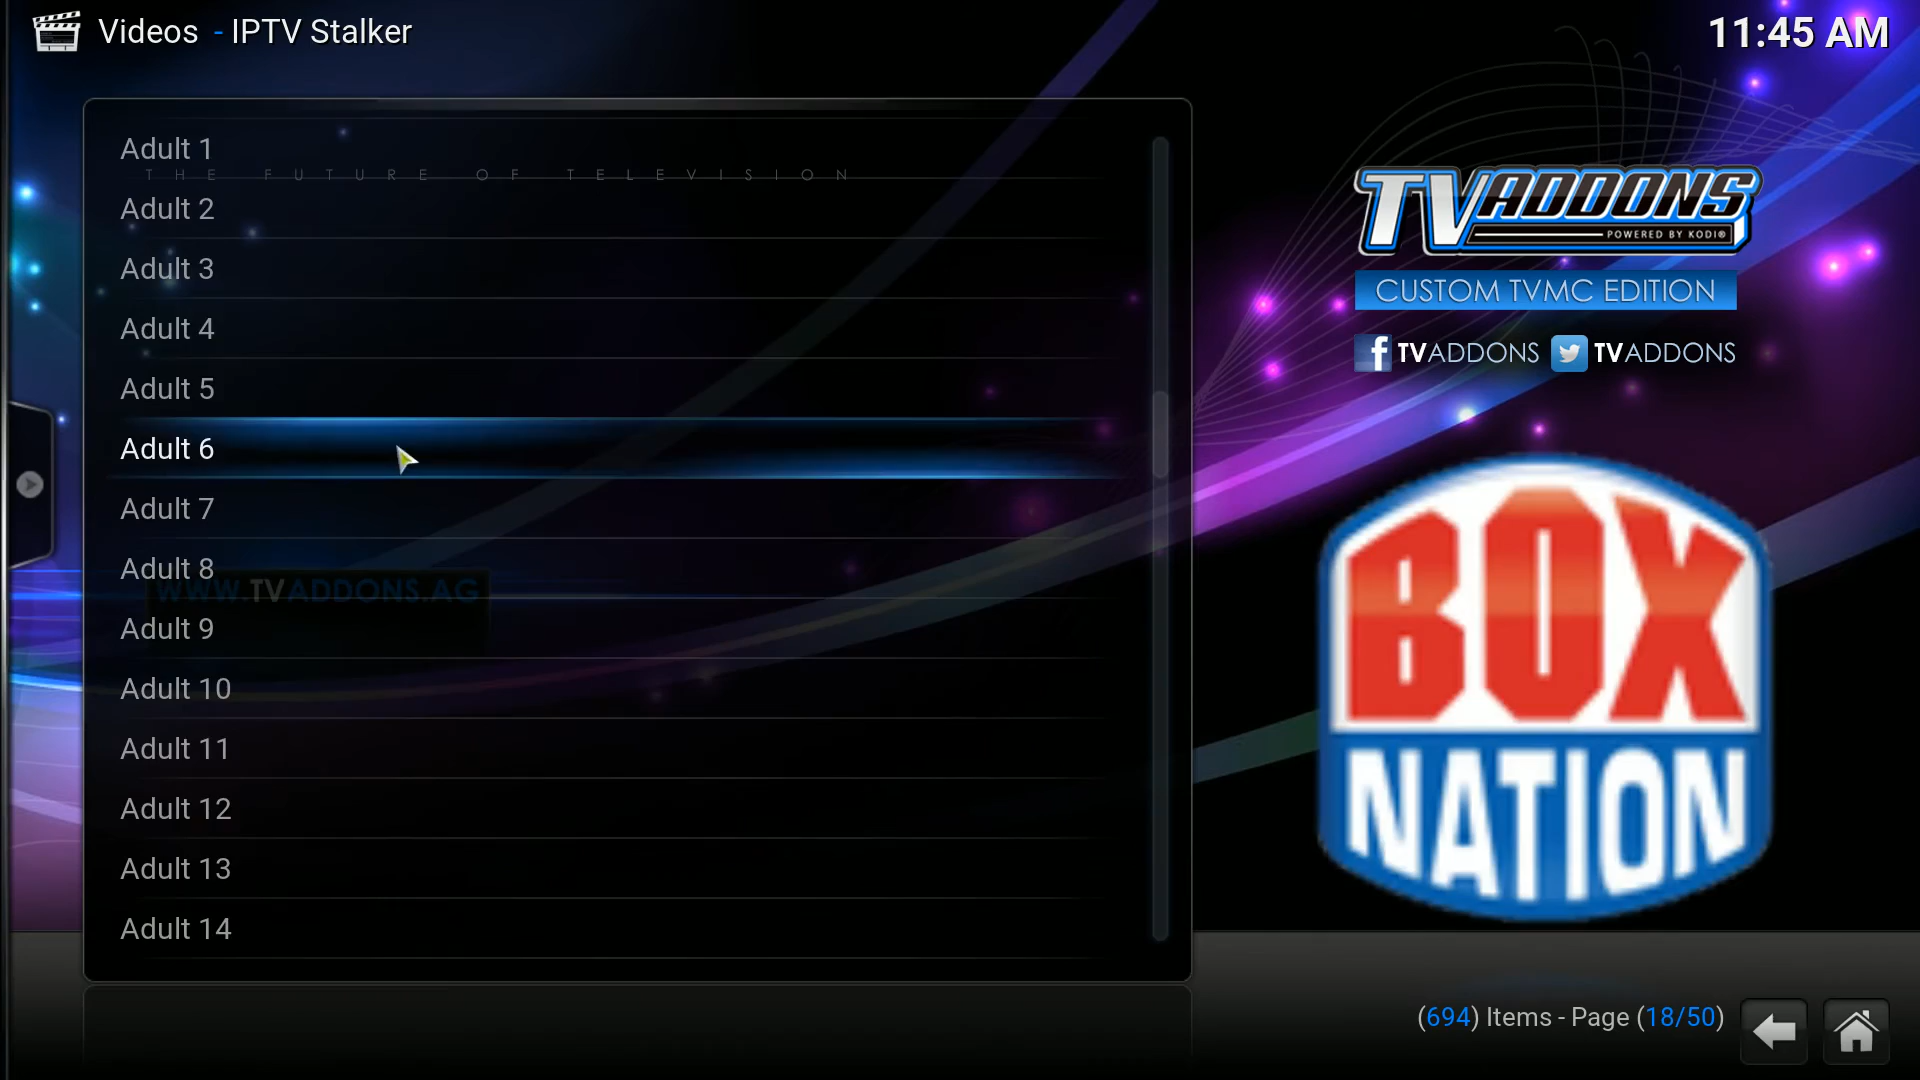 Videos - IPTV Stalker
11:45 AM
Adult 1
THE FUTURE OF TELEVISION
Adult 2
Adult 3
Adult 4
Adult 5
Adult 6
Adult 7
Adult 8
WWW.TVADDONS.AG
Adult 9
Adult 10
Adult 11
Adult 12
Adult 13
Adult 14
TVADDONS
POWERED BY KODI®
CUSTOM TVMC EDITION
f TVADDONS TVADDONS
BOX
NATION
(694) Items - Page (18/50)